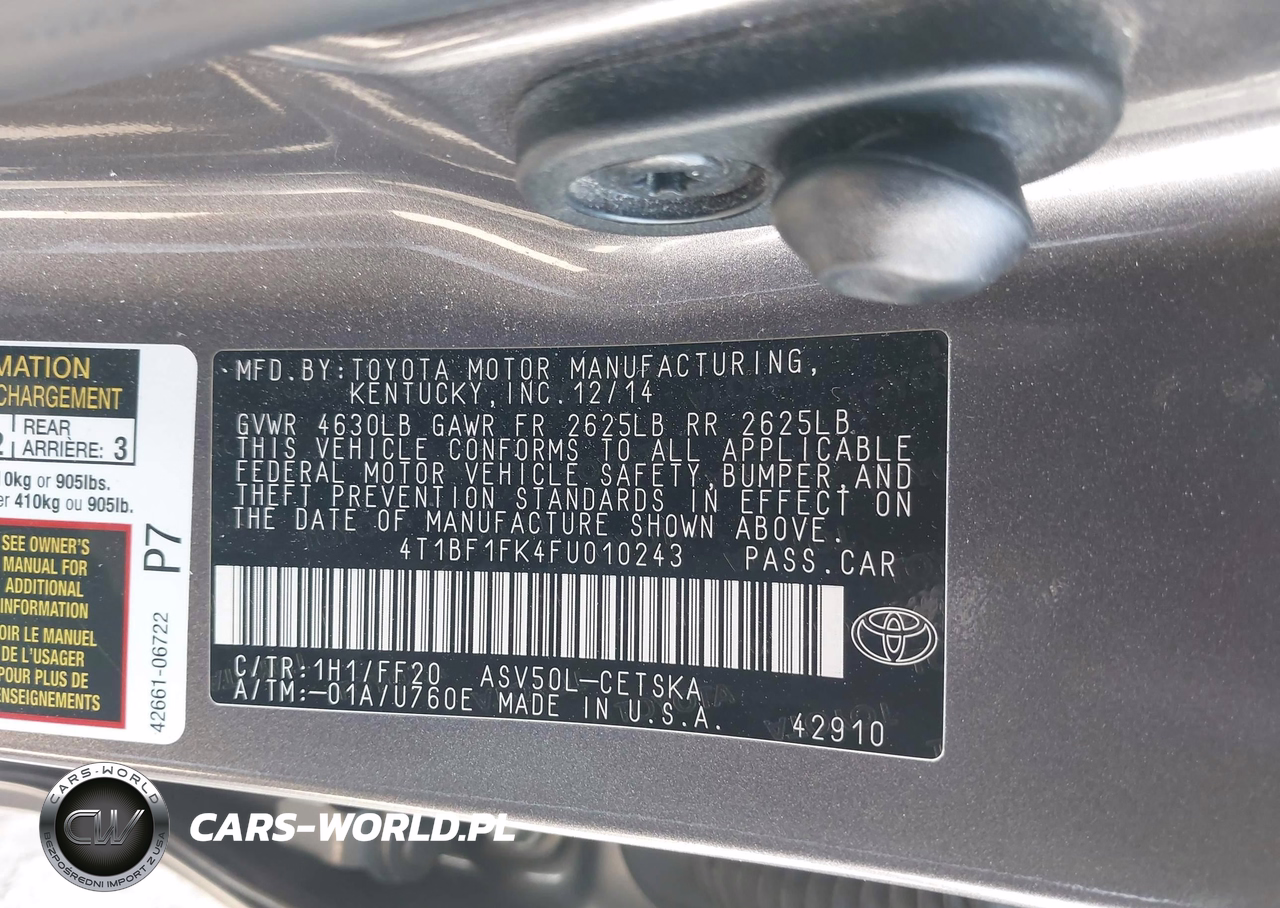 MATION
CHARGEMENT
REAR
ARRIÈRE: 3
kg or 905lbs.
410kg ou 905lb.
SEE OWNER'S
MANUAL FOR
ADDITIONAL
INFORMATION
OIR LE MANUEL
DE L'USAGER
POUR PLUS DE
ENSEIGNEMENTS
P7
42661-06722
MFD.BY:TOYOTA MOTOR MANUFACTURING,
KENTUCKY,INC.12/14
GVWR 4630LB GAWR FR 2625LB RR 2625LB
THIS VEHICLE CONFORMS TO ALL APPLICABLE
FEDERAL MOTOR VEHICLE SAFETY,BUMPER,AND
THEFT PREVENTION STANDARDS IN EFFECT ON
THE DATE OF MANUFACTURE SHOWN ABOVE.
4T1BF1FK4FU010243 PASS.CAR
C/TR:1H1/FF20 ASV50L-CETSKA
A/TM:-01A/U760E MADE IN U.S.A. 42910
CARS-WORLD
CW
BEZPOŚREDNI IMPORT Z USA
CARS-WORLD.PL